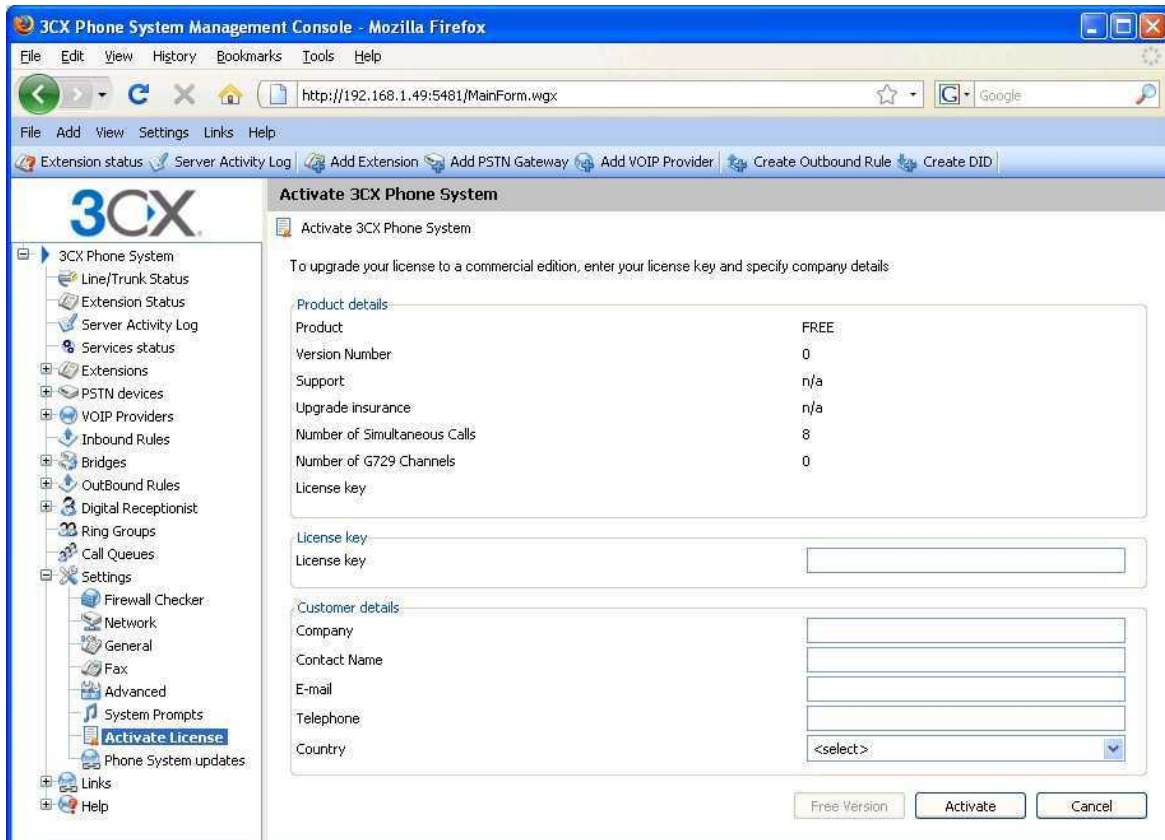 3CX Phone System Management Console - Mozilla Firefox
File Edit View History Bookmarks Tools Help
http://192.168.1.49:5481/MainForm.wgx
G Google
File Add View Settings Links Help
Extension status Server Activity Log Add Extension Add PSTN Gateway Add VOIP Provider Create Outbound Rule Create DID
3CX
3CX Phone System
Line/Trunk Status
Extension Status
Server Activity Log
Services status
Extensions
PSTN devices
VOIP Providers
Inbound Rules
Bridges
OutBound Rules
Digital Receptionist
Ring Groups
Call Queues
Settings
Firewall Checker
Network
General
Fax
Advanced
System Prompts
Activate License
Phone System updates
Links
Help
Activate 3CX Phone System
Activate 3CX Phone System
To upgrade your license to a commercial edition, enter your license key and specify company details
Product details
Product FREE
Version Number 0
Support n/a
Upgrade insurance n/a
Number of Simultaneous Calls 8
Number of G729 Channels 0
License key
License key
License key
Customer details
Company
Contact Name
E-mail
Telephone
Country <select>
Free Version Activate Cancel